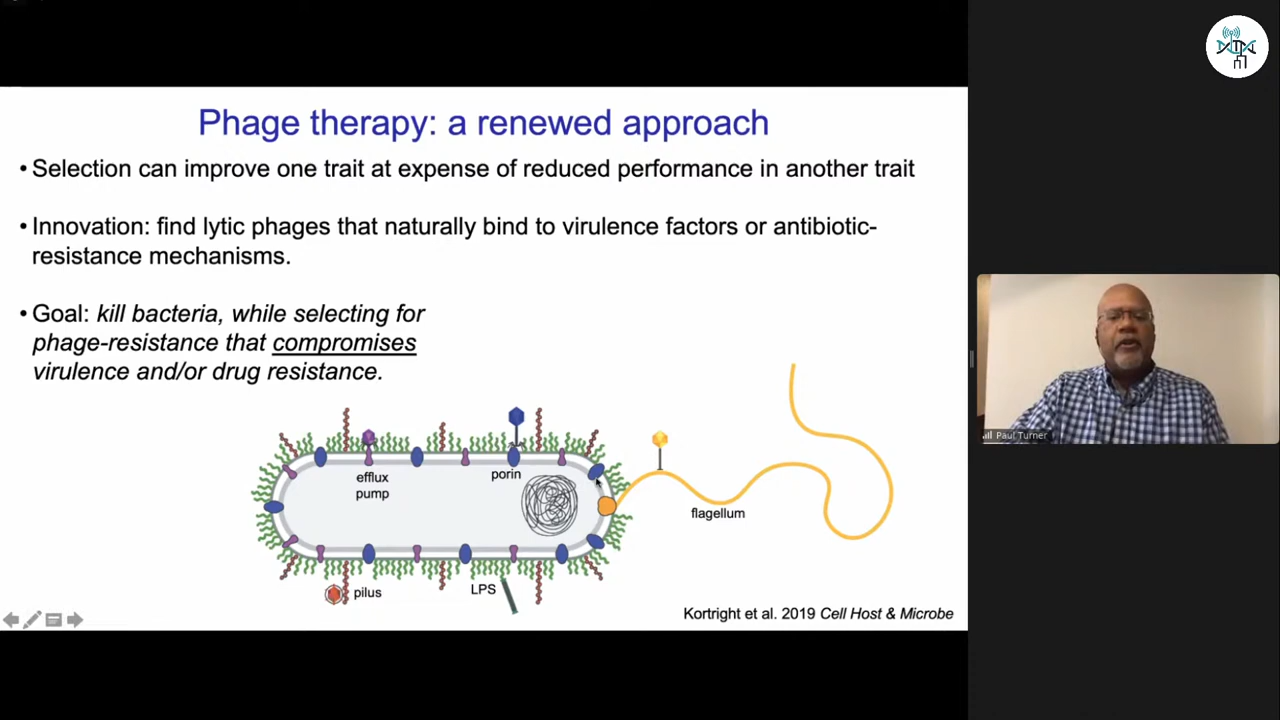 Phage therapy: a renewed approach
• Selection can improve one trait at expense of reduced performance in another trait
• Innovation: find lytic phages that naturally bind to virulence factors or antibiotic-
resistance mechanisms.
• Goal: kill bacteria, while selecting for
phage-resistance that compromises
virulence and/or drug resistance.
efflux
pump
porin
flagellum
pilus
LPS
Kortright et al. 2019 Cell Host & Microbe
Paul Turner